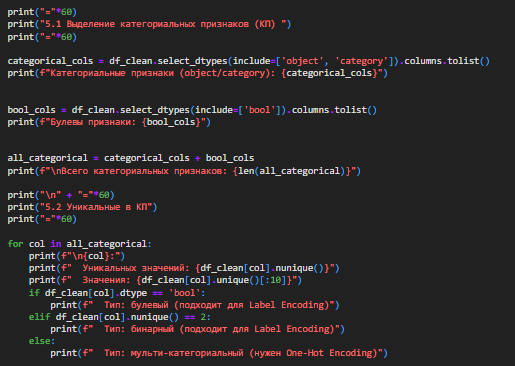 print("="*60)
print("5.1 Выделение категориальных признаков (КП) ")
print("="*60)
categorical_cols = df_clean.select_dtypes(include=['object', 'category']).columns.tolist()
print(f"Категориальные признаки (object/category): {categorical_cols}")
bool_cols = df_clean.select_dtypes(include=['bool']).columns.tolist()
print(f"Булевы признаки: {bool_cols}")
all_categorical = categorical_cols + bool_cols
print(f"\nВсего категориальных признаков: {len(all_categorical)}")
print("\n" + "="*60)
print("5.2 Уникальные в КП")
print("="*60)
for col in all_categorical:
    print(f"\n{col}:")
    print(f"  Уникальных значений: {df_clean[col].nunique()}")
    print(f"  Значения: {df_clean[col].unique()[:10]}")
    if df_clean[col].dtype == 'bool':
        print(f"  Тип: булевый (подходит для Label Encoding)")
    elif df_clean[col].nunique() == 2:
        print(f"  Тип: бинарный (подходит для Label Encoding)")
    else:
        print(f"  Тип: мульти-категориальный (нужен One-Hot Encoding)")